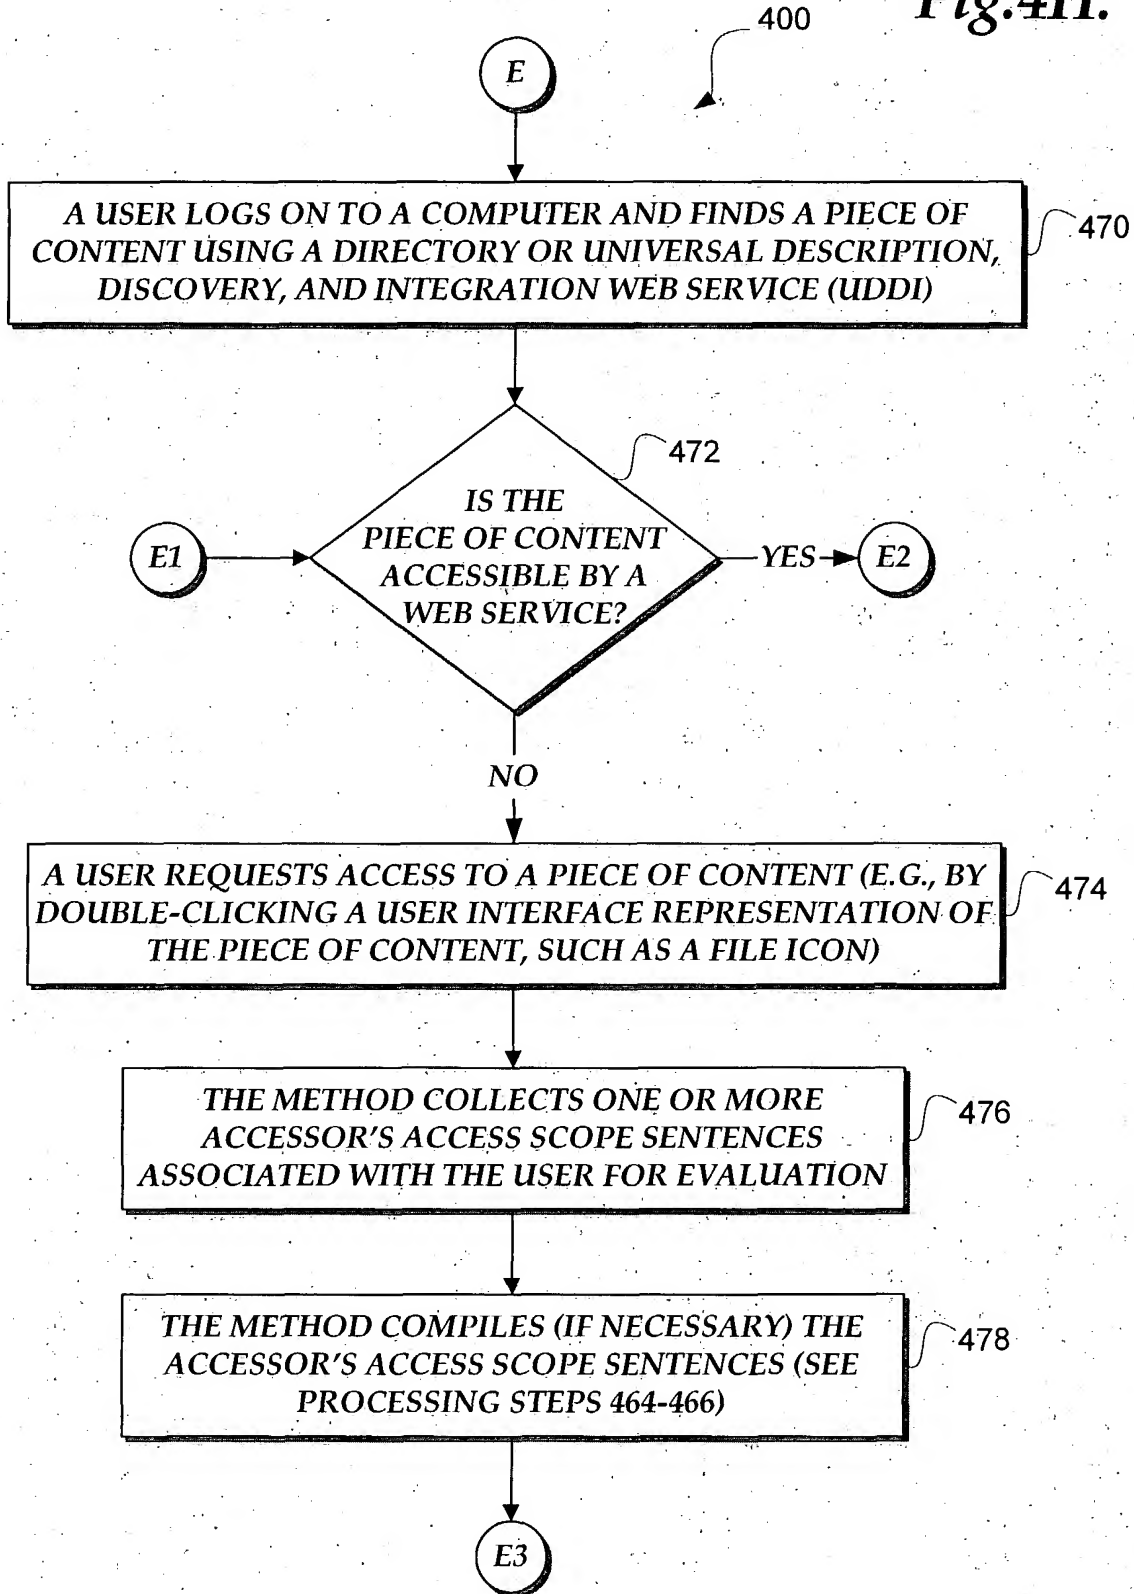 Fig.4H.
400
E
A USER LOGS ON TO A COMPUTER AND FINDS A PIECE OF
CONTENT USING A DIRECTORY OR UNIVERSAL DESCRIPTION,
DISCOVERY, AND INTEGRATION WEB SERVICE (UDDI)
470
472
IS THE
PIECE OF CONTENT
ACCESSIBLE BY A
WEB SERVICE?
E1
YES
E2
NO
A USER REQUESTS ACCESS TO A PIECE OF CONTENT (E.G., BY
DOUBLE-CLICKING A USER INTERFACE REPRESENTATION OF
THE PIECE OF CONTENT, SUCH AS A FILE ICON)
474
THE METHOD COLLECTS ONE OR MORE
ACCESSOR'S ACCESS SCOPE SENTENCES
ASSOCIATED WITH THE USER FOR EVALUATION
476
THE METHOD COMPILES (IF NECESSARY) THE
ACCESSOR'S ACCESS SCOPE SENTENCES (SEE
PROCESSING STEPS 464-466)
478
E3